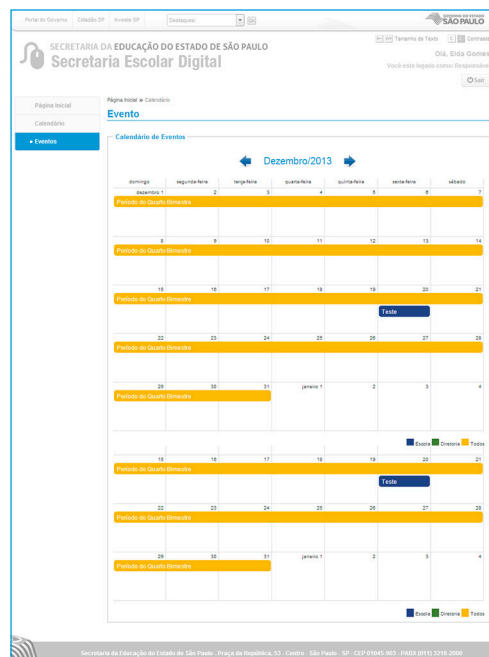 Portal do Governo Cidadão SP Investe SP Destaques: OK GOVERNO DO ESTADO SÃO PAULO
A- A+ Tamanho do Texto C C Contraste
SECRETARIA DA EDUCAÇÃO DO ESTADO DE SÃO PAULO
Secretaria Escolar Digital
Olá, Elda Gomes
Você está logado como: Responsável
Sair
Página Inicial
Calendário
Eventos
Página Inicial » Calendário
Evento
Calendário de Eventos
Dezembro/2013
domingo segunda-feira terça-feira quarta-feira quinta-feira sexta-feira sábado
dezembro 1 2 3 4 5 6 7
Período do Quarto Bimestre
8 9 10 11 12 13 14
Período do Quarto Bimestre
15 16 17 18 19 20 21
Período do Quarto Bimestre
Teste
22 23 24 25 26 27 28
Período do Quarto Bimestre
29 30 31 janeiro 1 2 3 4
Período do Quarto Bimestre
Escola Diretoria Todos
15 16 17 18 19 20 21
Período do Quarto Bimestre
Teste
22 23 24 25 26 27 28
Período do Quarto Bimestre
29 30 31 janeiro 1 2 3 4
Período do Quarto Bimestre
Escola Diretoria Todos
Secretaria da Educação do Estado de São Paulo - Praça da República, 53 - Centro - São Paulo - SP - CEP 01045-903 - PABX (011) 3218-2000